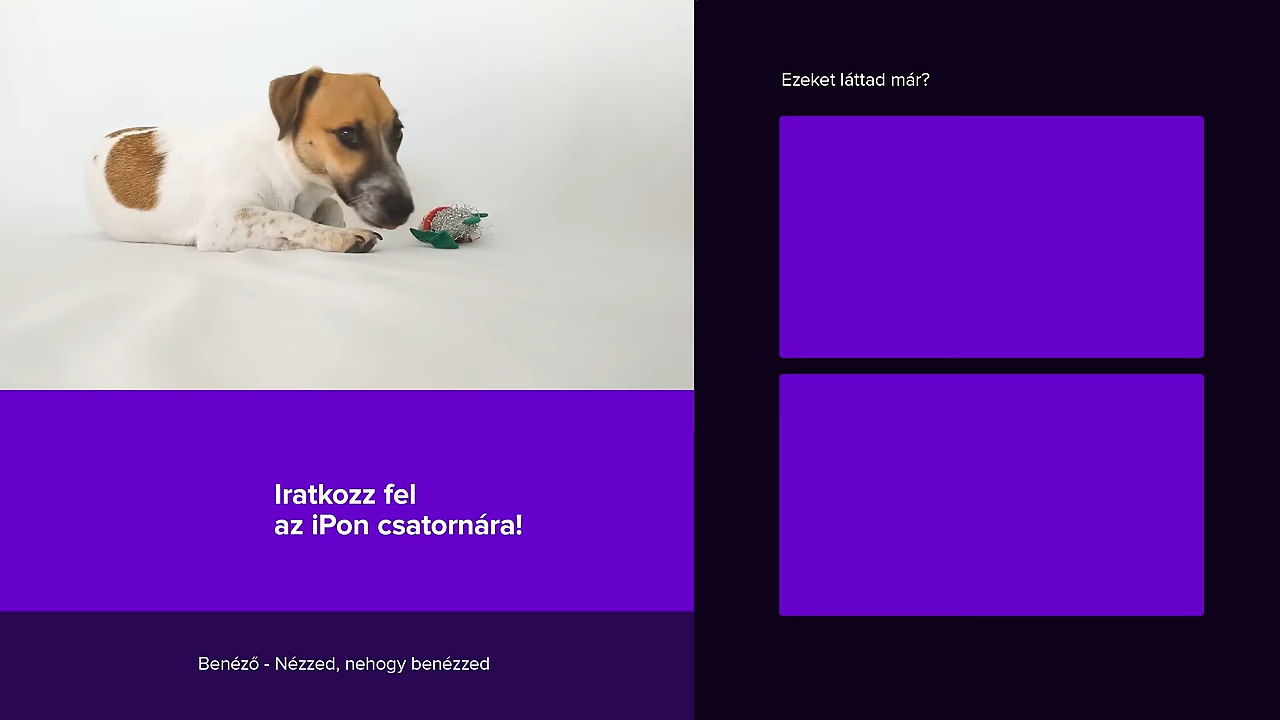 Ezeket láttad már?
Iratkozz fel
az iPon csatornára!
Benéző - Nézzed, nehogy benézzed